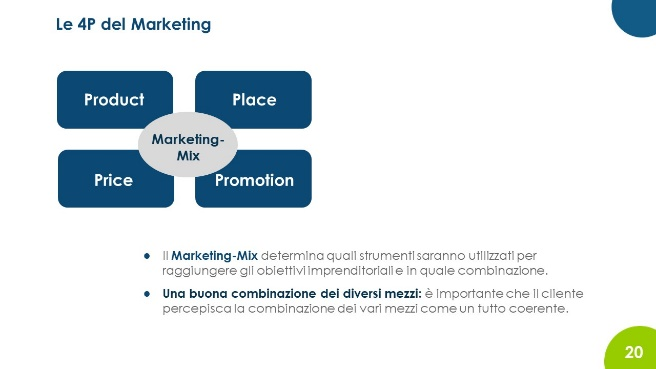 Le 4P del Marketing
Product
Place
Marketing-
Mix
Price
Promotion
● Il Marketing-Mix determina quali strumenti saranno utilizzati per
raggiungere gli obiettivi imprenditoriali e in quale combinazione.
● Una buona combinazione dei diversi mezzi: è importante che il cliente
percepisca la combinazione dei vari mezzi come un tutto coerente.
20